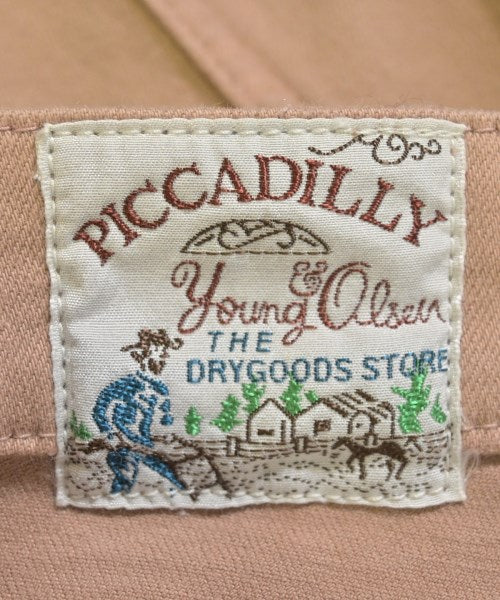 PICCADILLY
Young & Olsen
THE
DRYGOODS STORE